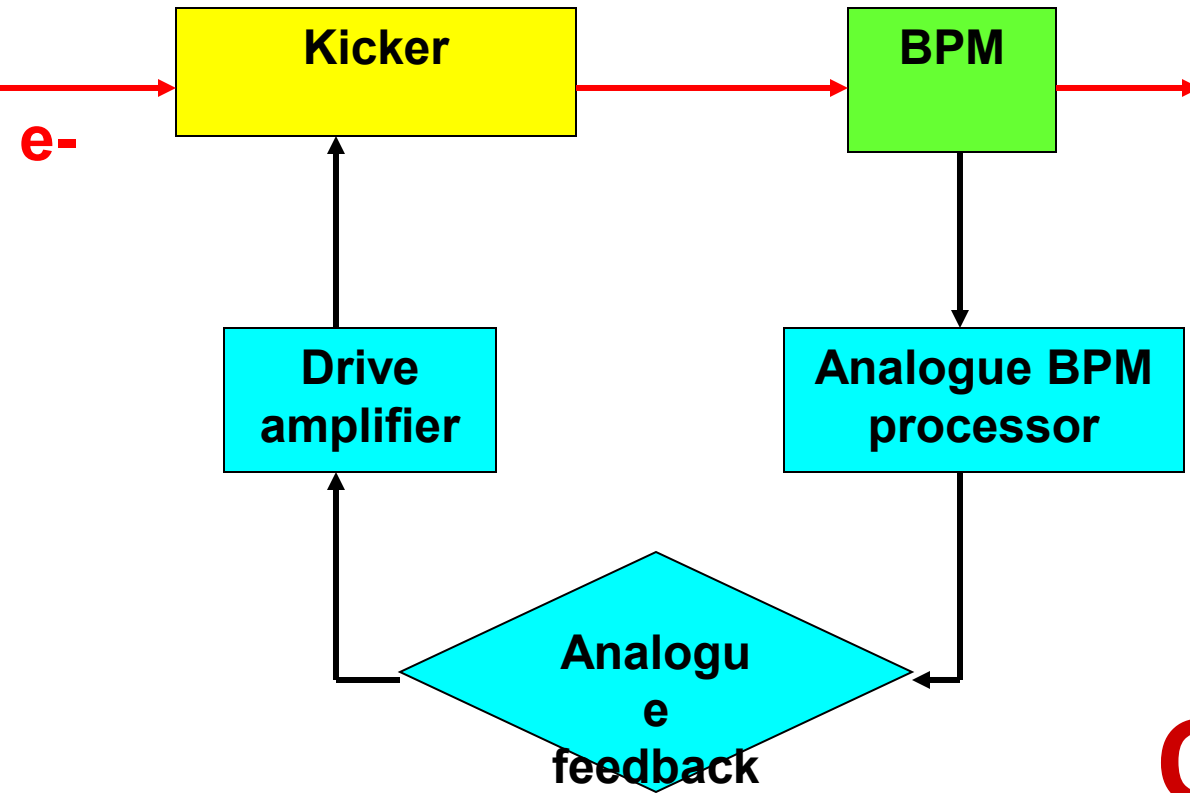 Kicker
BPM
e-
Drive
amplifier
Analogue BPM
processor
Analogu
e
feedback